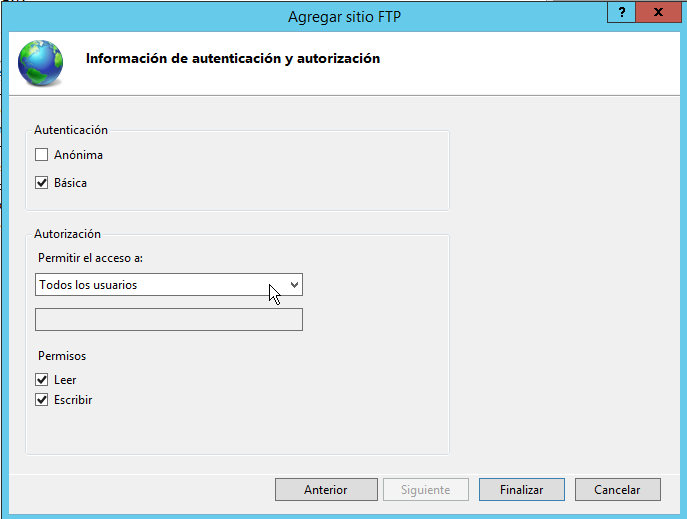 Agregar sitio FTP
? X
Información de autenticación y autorización
Autenticación
Anónima
Básica
Autorización
Permitir el acceso a:
Todos los usuarios
Permisos
Leer
Escribir
Anterior Siguiente Finalizar Cancelar